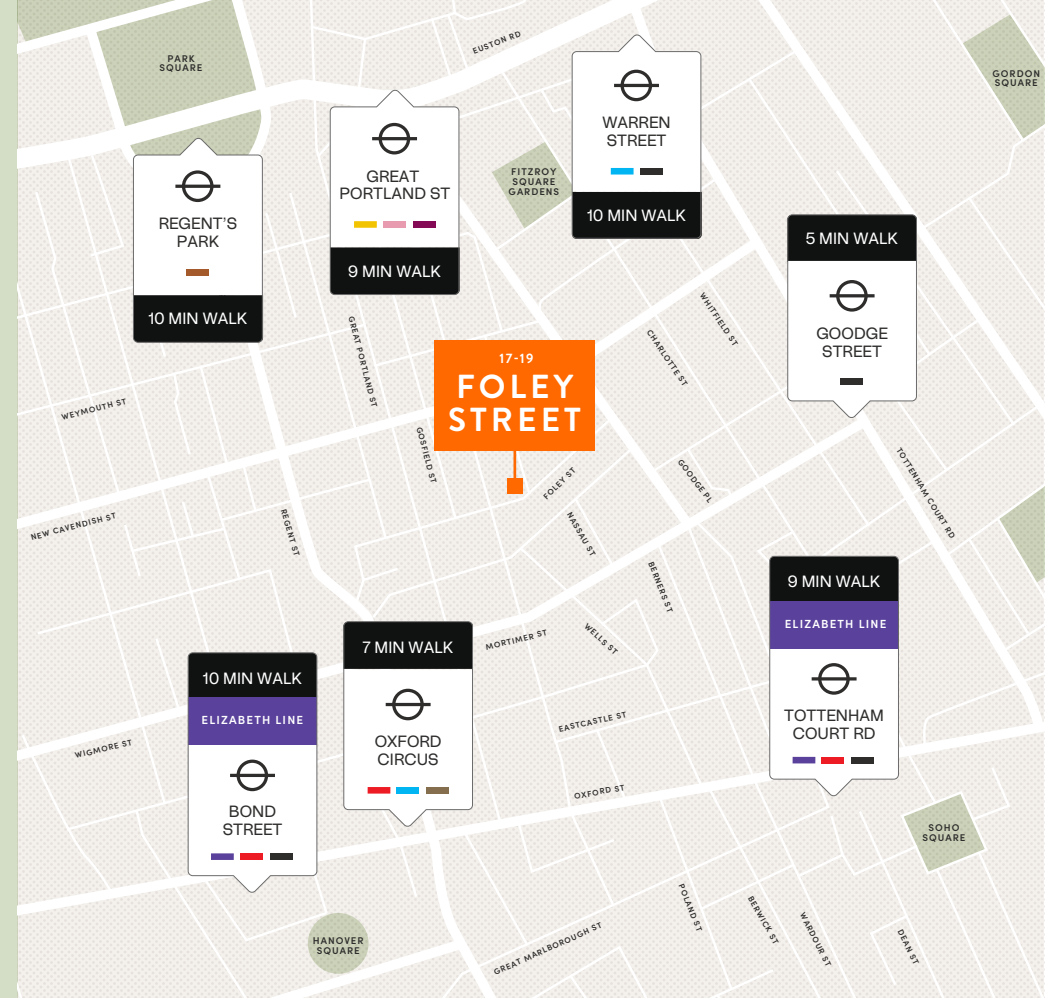 EUSTON RD
PARK
SQUARE
GORDON
SQUARE
WARREN
STREET
10 MIN WALK
GREAT
PORTLAND ST
9 MIN WALK
FITZROY
SQUARE
GARDENS
REGENT'S
PARK
10 MIN WALK
5 MIN WALK
GOODGE
STREET
WHITFIELD ST
CHARLOTTE ST
GREAT PORTLAND ST
17-19
FOLEY
STREET
WEYMOUTH ST
GOSFIELD ST
FOLEY ST
GOODGE PL
TOTTENHAM COURT RD
NEW CAVENDISH ST
REGENT ST
NASSAU ST
BERNERS ST
9 MIN WALK
ELIZABETH LINE
TOTTENHAM
COURT RD
MORTIMER ST
WELLS ST
7 MIN WALK
OXFORD
CIRCUS
10 MIN WALK
ELIZABETH LINE
BOND
STREET
WIGMORE ST
EASTCASTLE ST
OXFORD ST
SOHO
SQUARE
HANOVER
SQUARE
GREAT MARLBOROUGH ST
POLAND ST
BERWICK ST
WARDOUR ST
DEAN ST